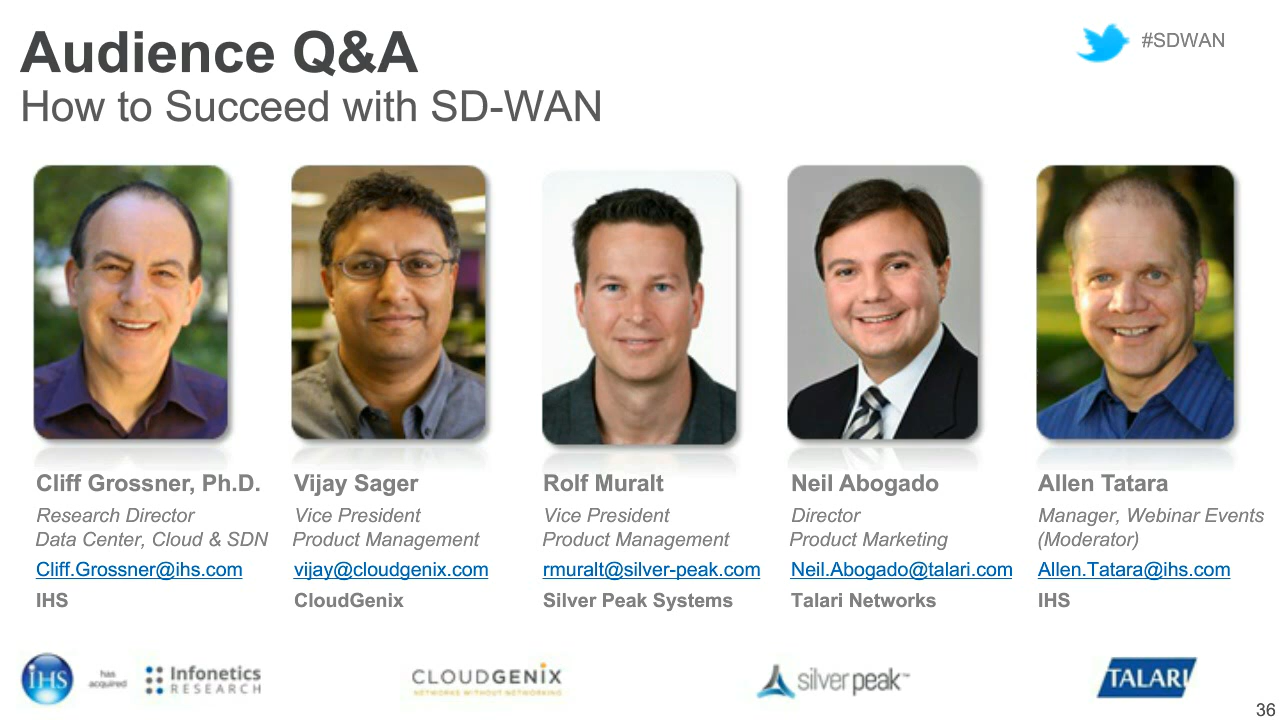 Audience Q&A
How to Succeed with SD-WAN
#SDWAN
Cliff Grossner, Ph.D.
Research Director
Data Center, Cloud & SDN
Cliff.Grossner@ihs.com
IHS
Vijay Sager
Vice President
Product Management
vijay@cloudgenix.com
CloudGenix
Rolf Muralt
Vice President
Product Management
rmuralt@silver-peak.com
Silver Peak Systems
Neil Abogado
Director
Product Marketing
Neil.Abogado@talari.com
Talari Networks
Allen Tatara
Manager, Webinar Events
(Moderator)
Allen.Tatara@ihs.com
IHS
IHS
has
acquired
Infonetics
RESEARCH
CLOUDGENIX
NETWORKS WITHOUT NETWORKING
silver peak™
TALARI
36